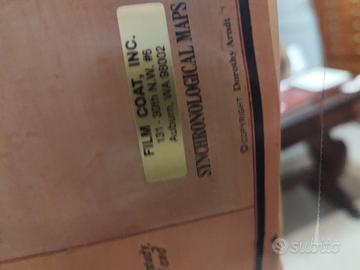 FILM COAT, INC.
131 - 30th N.W. #6
Auburn, WA 98002
SYNCHRONOLOGICAL MAPS
© COPYRIGHT Dorothy Arndt
subito